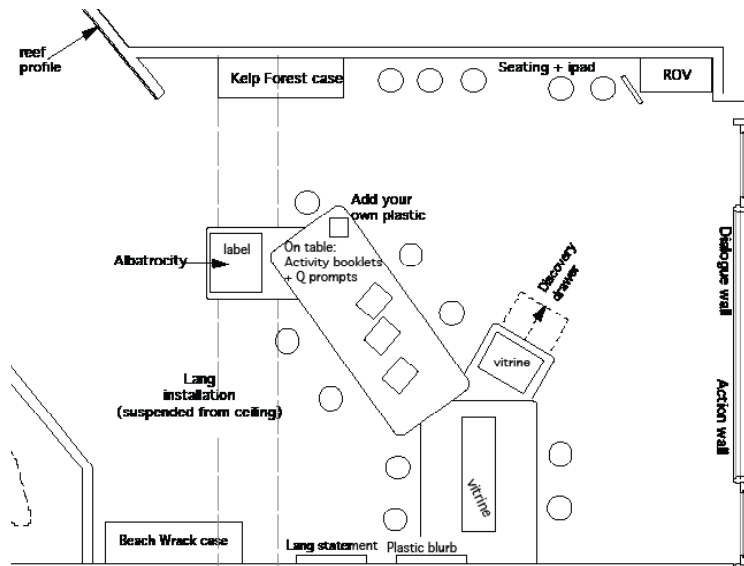 reef
profile
Kelp Forest case
Seating + ipad
ROV
Add your
own plastic
label
On table:
Activity booklets
+ Q prompts
Albatrocity
Discovery
drawer
Dialogue wall
vitrine
Lang
installation
(suspended from ceiling)
Action wall
vitrine
Beach Wrack case
Lang statement
Plastic blurb